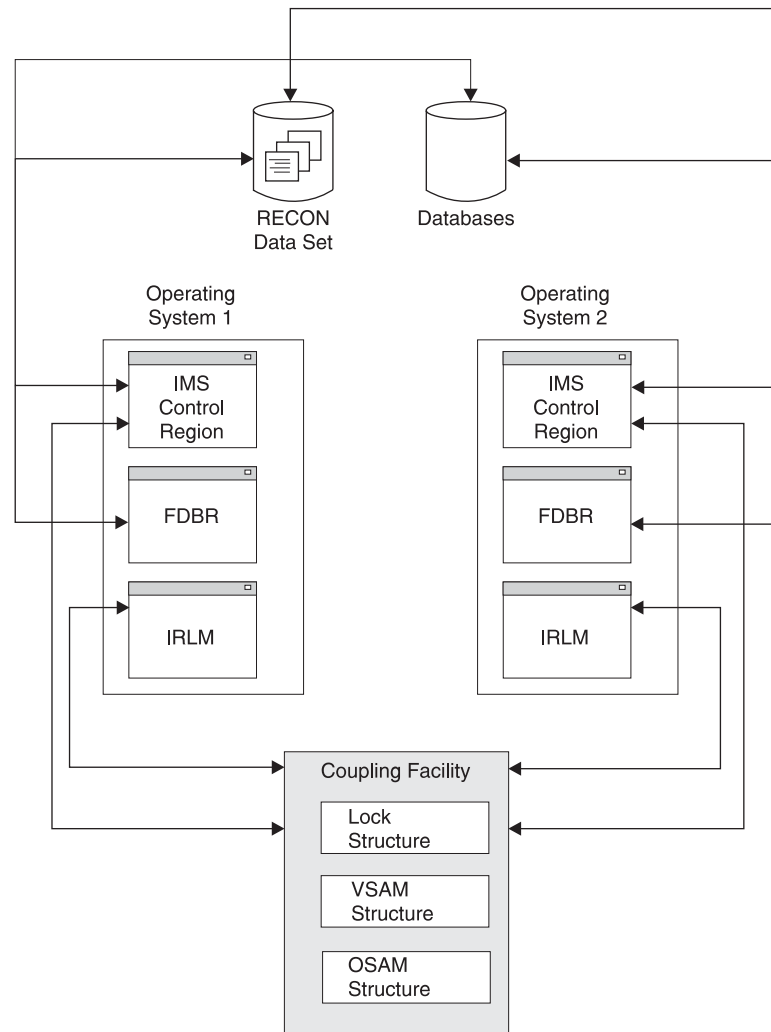 RECON
Data Set
Databases
Operating
System 1
Operating
System 2
IMS
Control
Region
FDBR
IRLM
IMS
Control
Region
FDBR
IRLM
Coupling Facility
Lock
Structure
VSAM
Structure
OSAM
Structure